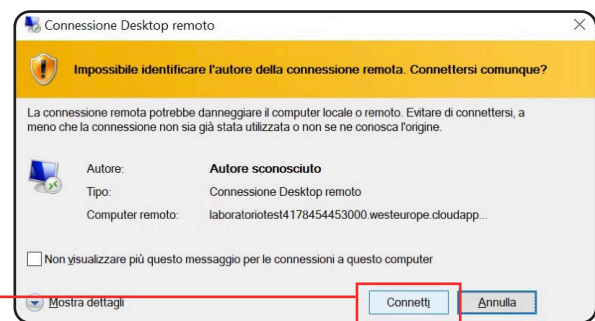 Connessione Desktop remoto
Impossibile identificare l'autore della connessione remota. Connettersi comunque?
La connessione remota potrebbe danneggiare il computer locale o remoto. Evitare di connettersi, a
meno che la connessione non sia già stata utilizzata o non se ne conosca l'origine.
Autore: Autore sconosciuto
Tipo: Connessione Desktop remoto
Computer remoto: laboratoriotest4178454453000.westeurope.cloudapp...
Non visualizzare più questo messaggio per le connessioni a questo computer
Mostra dettagli Connetti Annulla